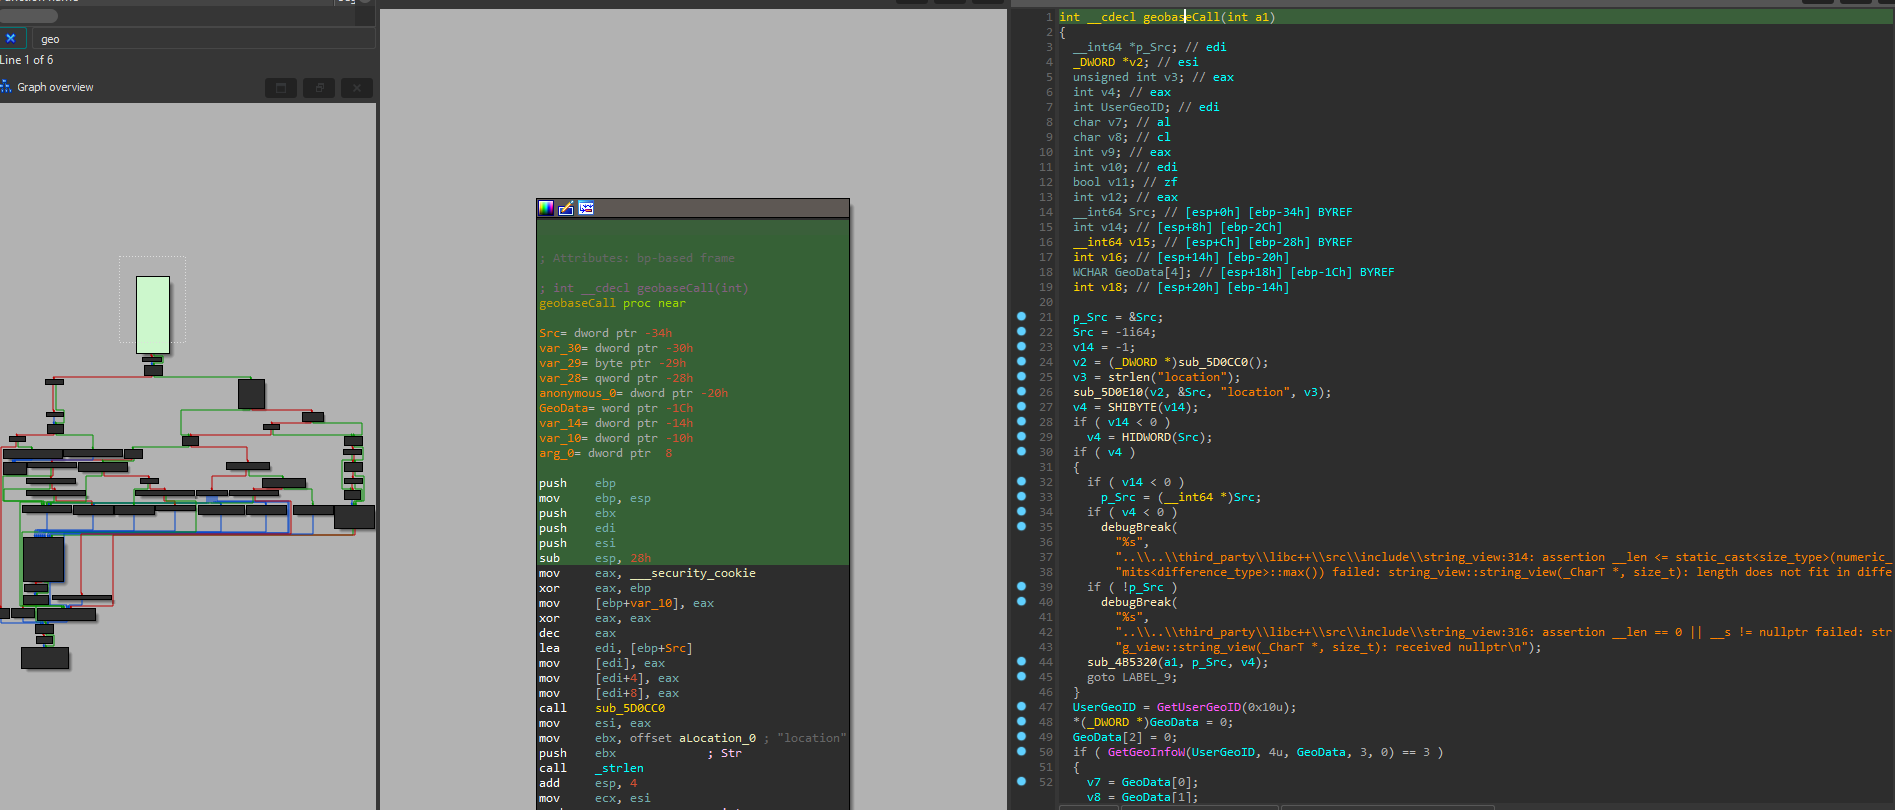 geo
Line 1 of 6
Graph overview
; Attributes: bp-based frame
; int __cdecl geobaseCall(int)
geobaseCall proc near
Src= dword ptr -34h
var_30= dword ptr -30h
var_29= byte ptr -29h
var_28= qword ptr -28h
anonymous_0= dword ptr -20h
GeoData= word ptr -1Ch
var_14= dword ptr -14h
var_10= dword ptr -10h
arg_0= dword ptr  8
push    ebp
mov     ebp, esp
push    ebx
push    edi
push    esi
sub     esp, 28h
mov     eax, ___security_cookie
xor     eax, ebp
mov     [ebp+var_10], eax
xor     eax, eax
dec     eax
lea     edi, [ebp+Src]
mov     [edi], eax
mov     [edi+4], eax
mov     [edi+8], eax
call    sub_5D0CC0
mov     esi, eax
mov     ebx, offset aLocation_0 ; "location"
push    ebx             ; Str
call    _strlen
add     esp, 4
mov     ecx, esi
1 int __cdecl geobaseCall(int a1)
2 {
3   __int64 *p_Src; // edi
4   _DWORD *v2; // esi
5   unsigned int v3; // eax
6   int v4; // eax
7   int UserGeoID; // edi
8   char v7; // al
9   char v8; // cl
10   int v9; // eax
11   int v10; // edi
12   bool v11; // zf
13   int v12; // eax
14   __int64 Src; // [esp+0h] [ebp-34h] BYREF
15   int v14; // [esp+8h] [ebp-2Ch]
16   __int64 v15; // [esp+Ch] [ebp-28h] BYREF
17   int v16; // [esp+14h] [ebp-20h]
18   WCHAR GeoData[4]; // [esp+18h] [ebp-1Ch] BYREF
19   int v18; // [esp+20h] [ebp-14h]
20
21   p_Src = &Src;
22   Src = -1i64;
23   v14 = -1;
24   v2 = (_DWORD *)sub_5D0CC0();
25   v3 = strlen("location");
26   sub_5D0E10(v2, &Src, "location", v3);
27   v4 = SHIBYTE(v14);
28   if ( v14 < 0 )
29     v4 = HIDWORD(Src);
30   if ( v4 )
31   {
32     if ( v14 < 0 )
33       p_Src = (__int64 *)Src;
34     if ( v4 < 0 )
35       debugBreak(
36         "%s",
37         "..\\..\\third_party\\libc++\\src\\include\\string_view:314: assertion __len <= static_cast<size_type>(numeric_
38         "mits<difference_type>::max()) failed: string_view::string_view(_CharT *, size_t): length does not fit in diffe
39     if ( !p_Src )
40       debugBreak(
41         "%s",
42         "..\\..\\third_party\\libc++\\src\\include\\string_view:316: assertion __len == 0 || __s != nullptr failed: str
43         "g_view::string_view(_CharT *, size_t): received nullptr\n");
44     sub_4B5320(a1, p_Src, v4);
45     goto LABEL_9;
46   }
47   UserGeoID = GetUserGeoID(0x10u);
48   *(_DWORD *)GeoData = 0;
49   GeoData[2] = 0;
50   if ( GetGeoInfoW(UserGeoID, 4u, GeoData, 3, 0) == 3 )
51   {
52     v7 = GeoData[0];
v8 = GeoData[1];